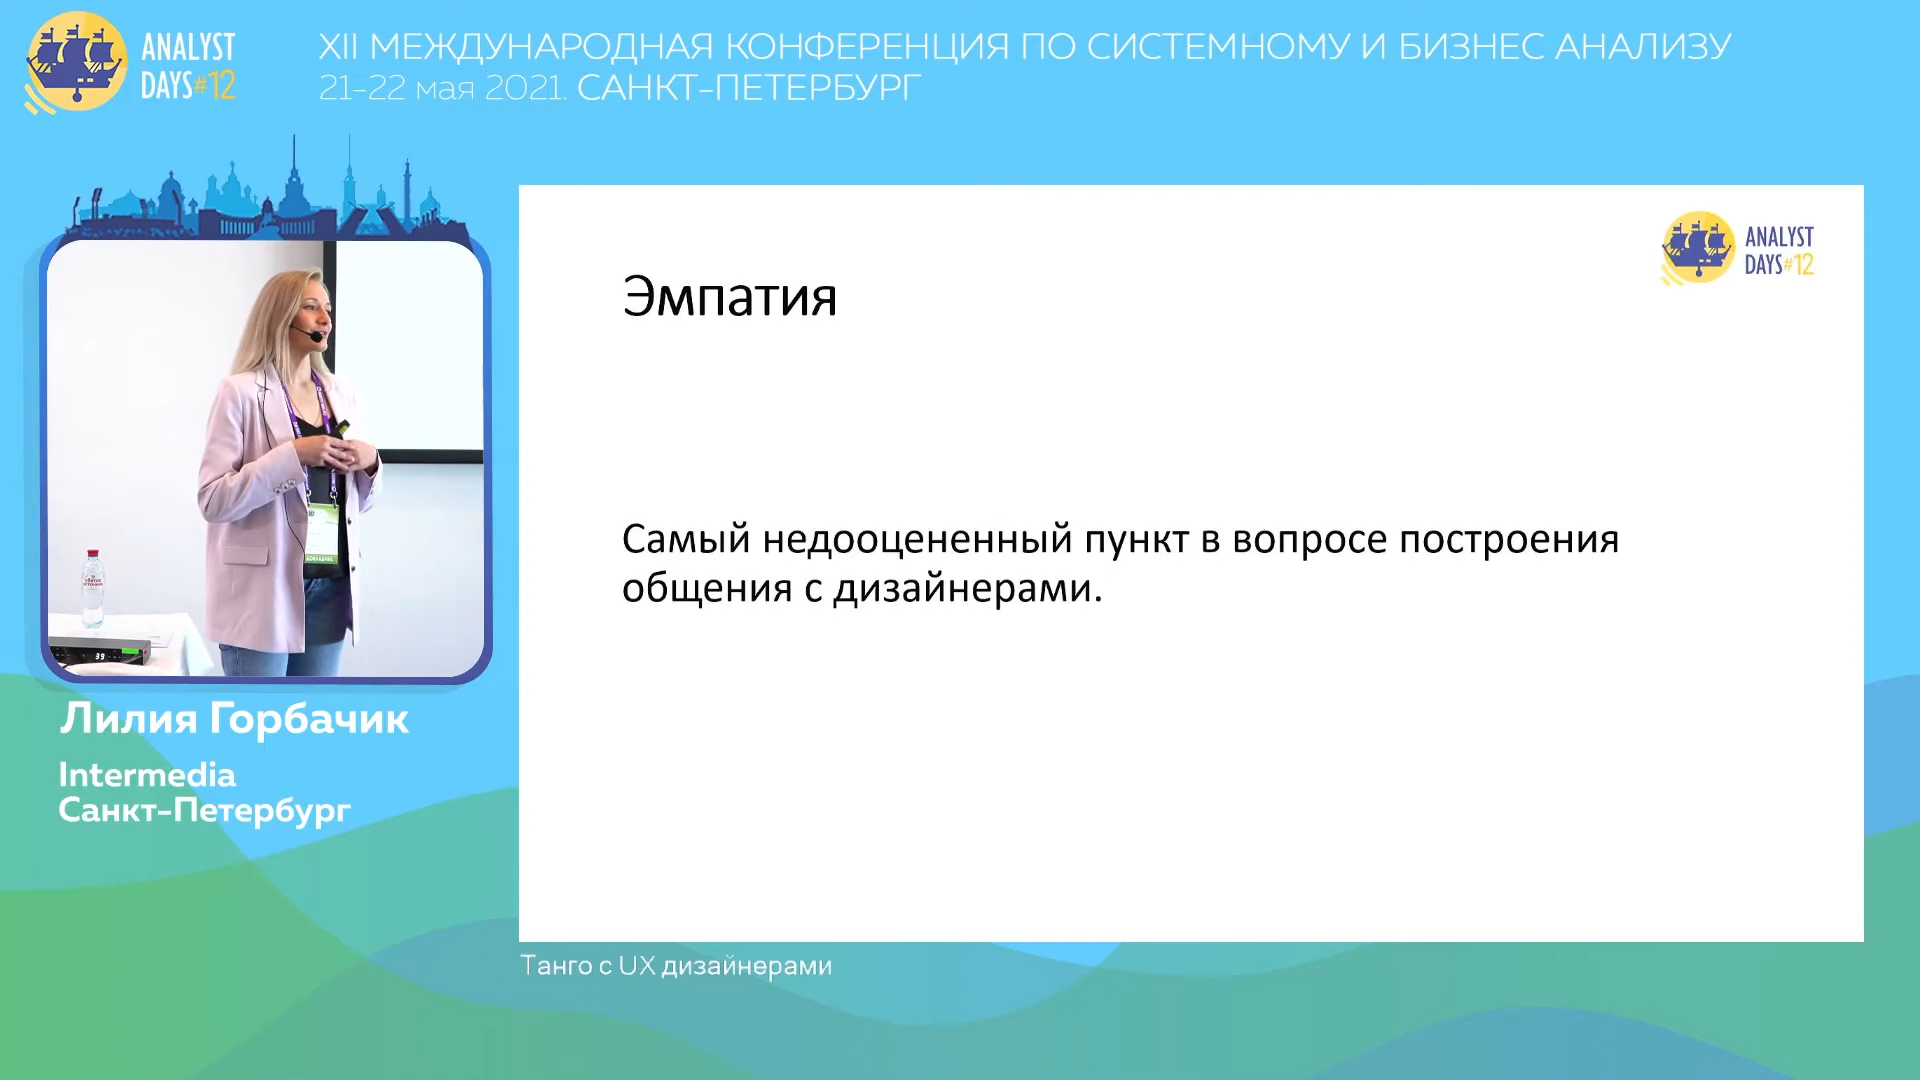 ANALYST
DAYS#12
XII МЕЖДУНАРОДНАЯ КОНФЕРЕНЦИЯ ПО СИСТЕМНОМУ И БИЗНЕС АНАЛИЗУ
21-22 мая 2021. САНКТ-ПЕТЕРБУРГ
ANALYST
DAYS#12
Эмпатия
Самый недооцененный пункт в вопросе построения
общения с дизайнерами.
39
Лилия Горбачик
Intermedia
Санкт-Петербург
Танго с UX дизайнерами